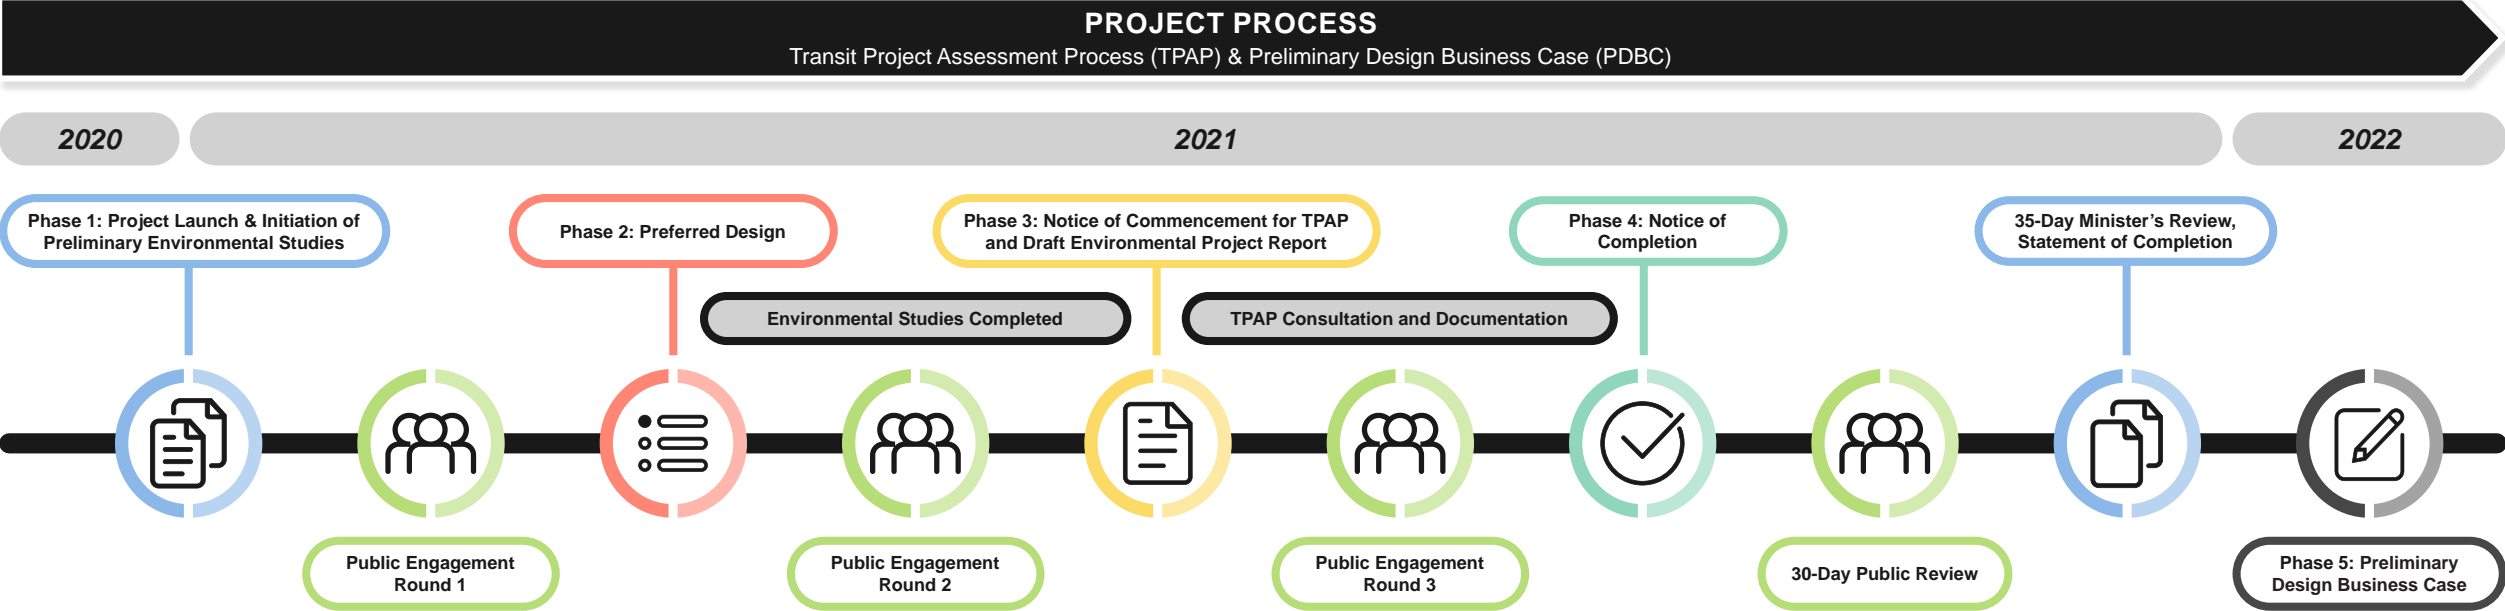 PROJECT PROCESS
Transit Project Assessment Process (TPAP) & Preliminary Design Business Case (PDBC)
2020
2021
2022
Phase 1: Project Launch & Initiation of
Preliminary Environmental Studies
Phase 2: Preferred Design
Phase 3: Notice of Commencement for TPAP
and Draft Environmental Project Report
Phase 4: Notice of
Completion
35-Day Minister’s Review,
Statement of Completion
Environmental Studies Completed
TPAP Consultation and Documentation
Public Engagement
Round 1
Public Engagement
Round 2
Public Engagement
Round 3
30-Day Public Review
Phase 5: Preliminary
Design Business Case